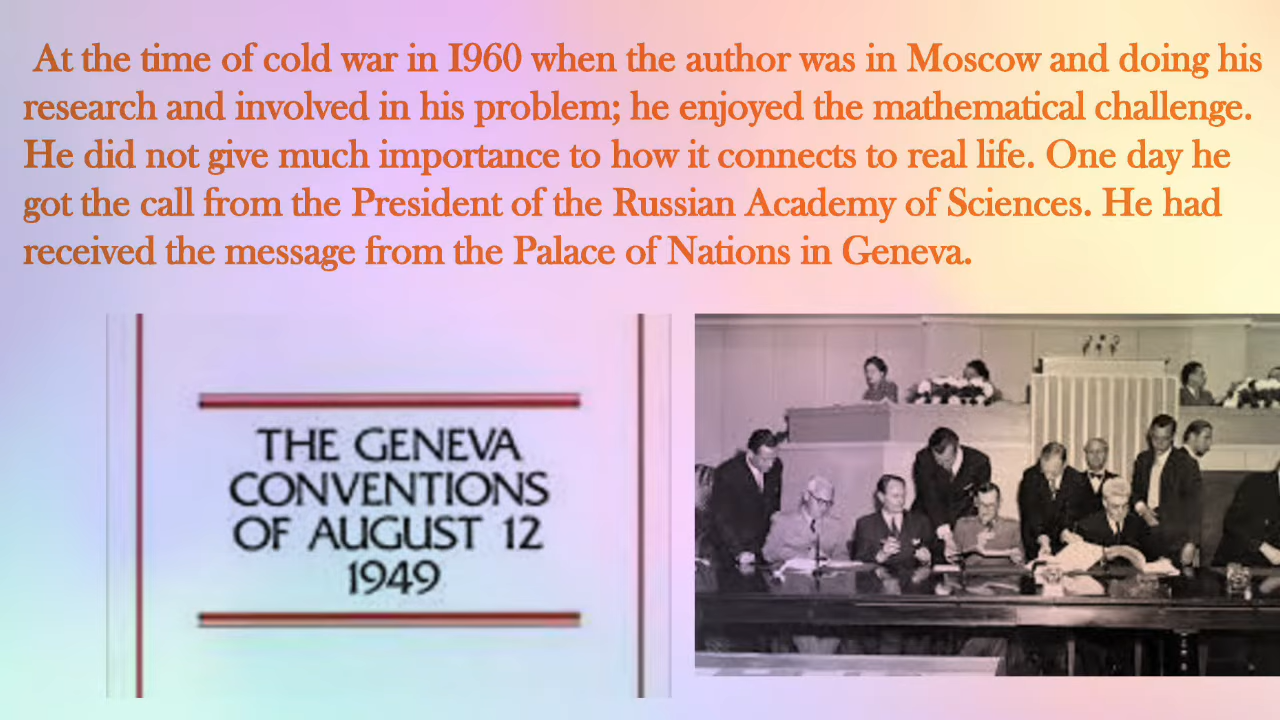 At the time of cold war in I960 when the author was in Moscow and doing his
research and involved in his problem; he enjoyed the mathematical challenge.
He did not give much importance to how it connects to real life. One day he
got the call from the President of the Russian Academy of Sciences. He had
received the message from the Palace of Nations in Geneva.
THE GENEVA
CONVENTIONS
OF AUGUST 12
1949